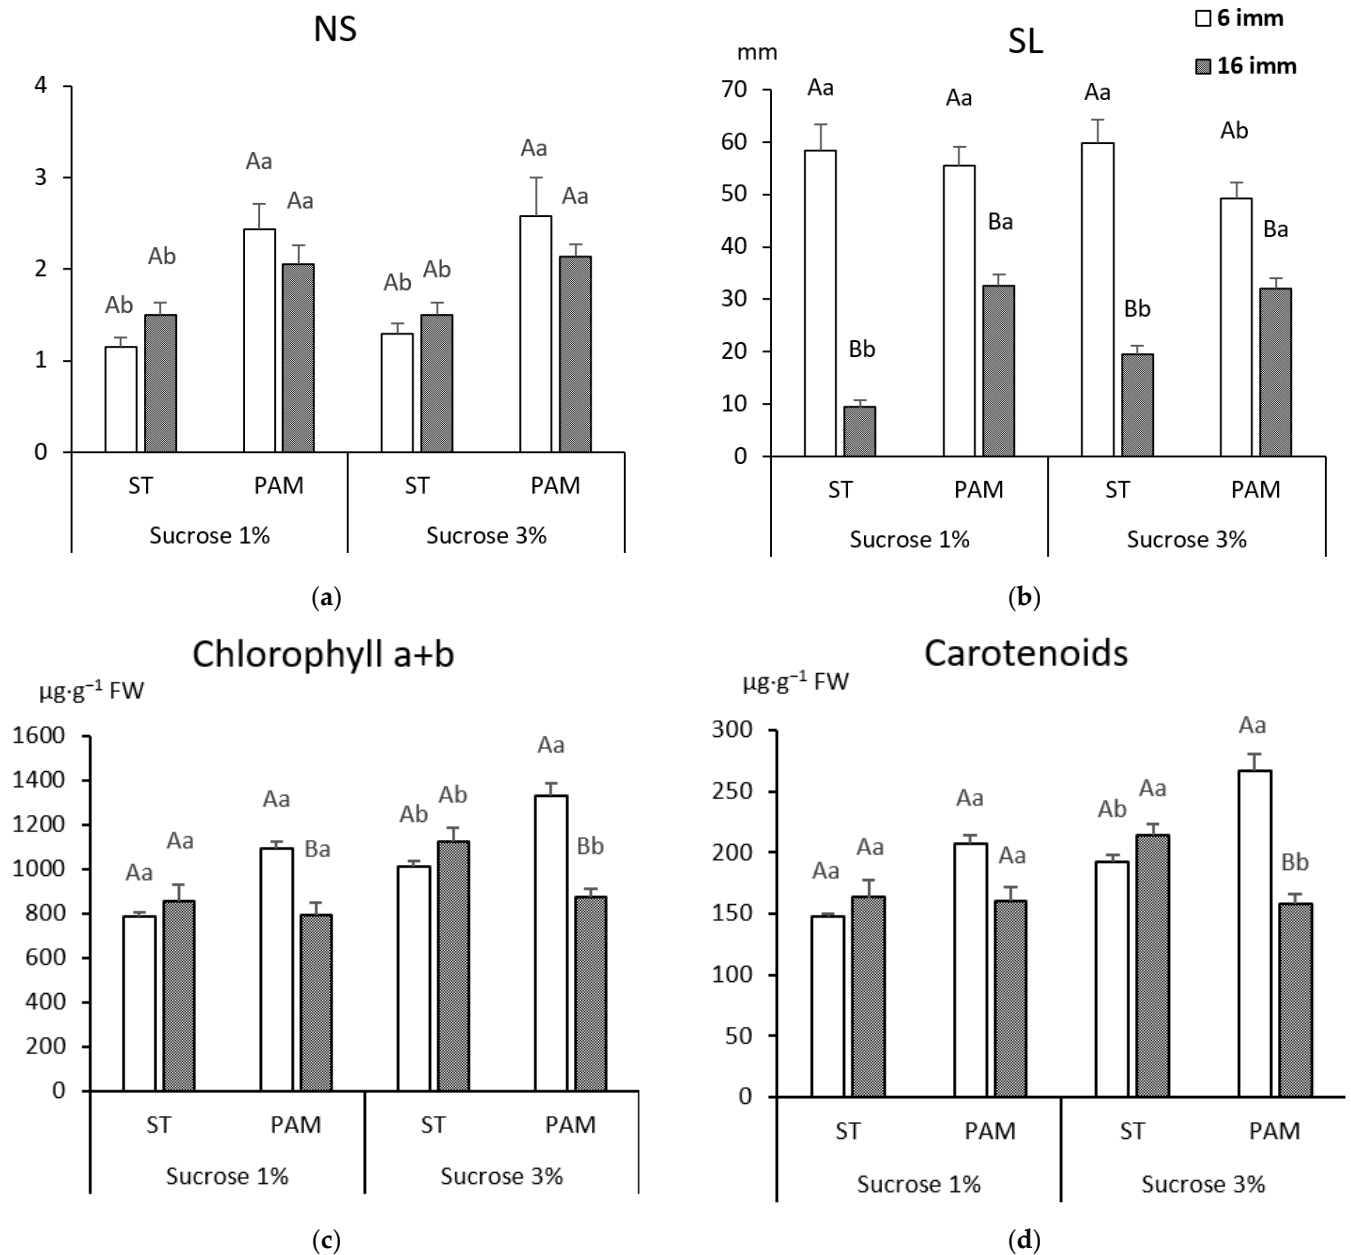 NS
4
3
2
1
0
Ab
Ab
Aa
Aa
Ab
Ab
Aa
Aa
ST
PAM
ST
PAM
Sucrose 1%
Sucrose 3%
(a)
SL
mm
6 imm
16 imm
70
60
50
40
30
20
10
0
Aa
Bb
Aa
Ba
Aa
Bb
Ab
Ba
ST
PAM
ST
PAM
Sucrose 1%
Sucrose 3%
(b)
Chlorophyll a+b
µg·g⁻¹ FW
1600
1400
1200
1000
800
600
400
200
0
Aa
Aa
Aa
Ba
Ab
Ab
Aa
Bb
ST
PAM
ST
PAM
Sucrose 1%
Sucrose 3%
(c)
Carotenoids
µg·g⁻¹ FW
300
250
200
150
100
50
0
Aa
Aa
Aa
Aa
Ab
Aa
Aa
Bb
ST
PAM
ST
PAM
Sucrose 1%
Sucrose 3%
(d)